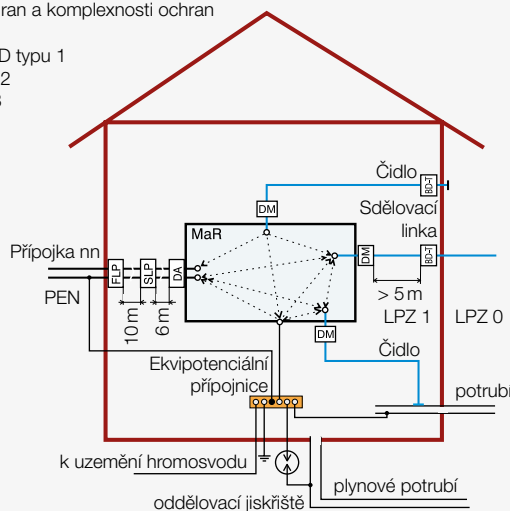 ran a komplexnosti ochran
D typu 1
2
Čidlo
BD-T
DM
Sdělovací
linka
MaR
Přípojka nn
FLP
SLP
DA
DM
BD-T
PEN
10 m
6 m
> 5 m
LPZ 1
LPZ 0
DM
Čidlo
Ekvipotenciální
přípojnice
potrubí
k uzemění hromosvodu
plynové potrubí
oddělovací jiskřiště